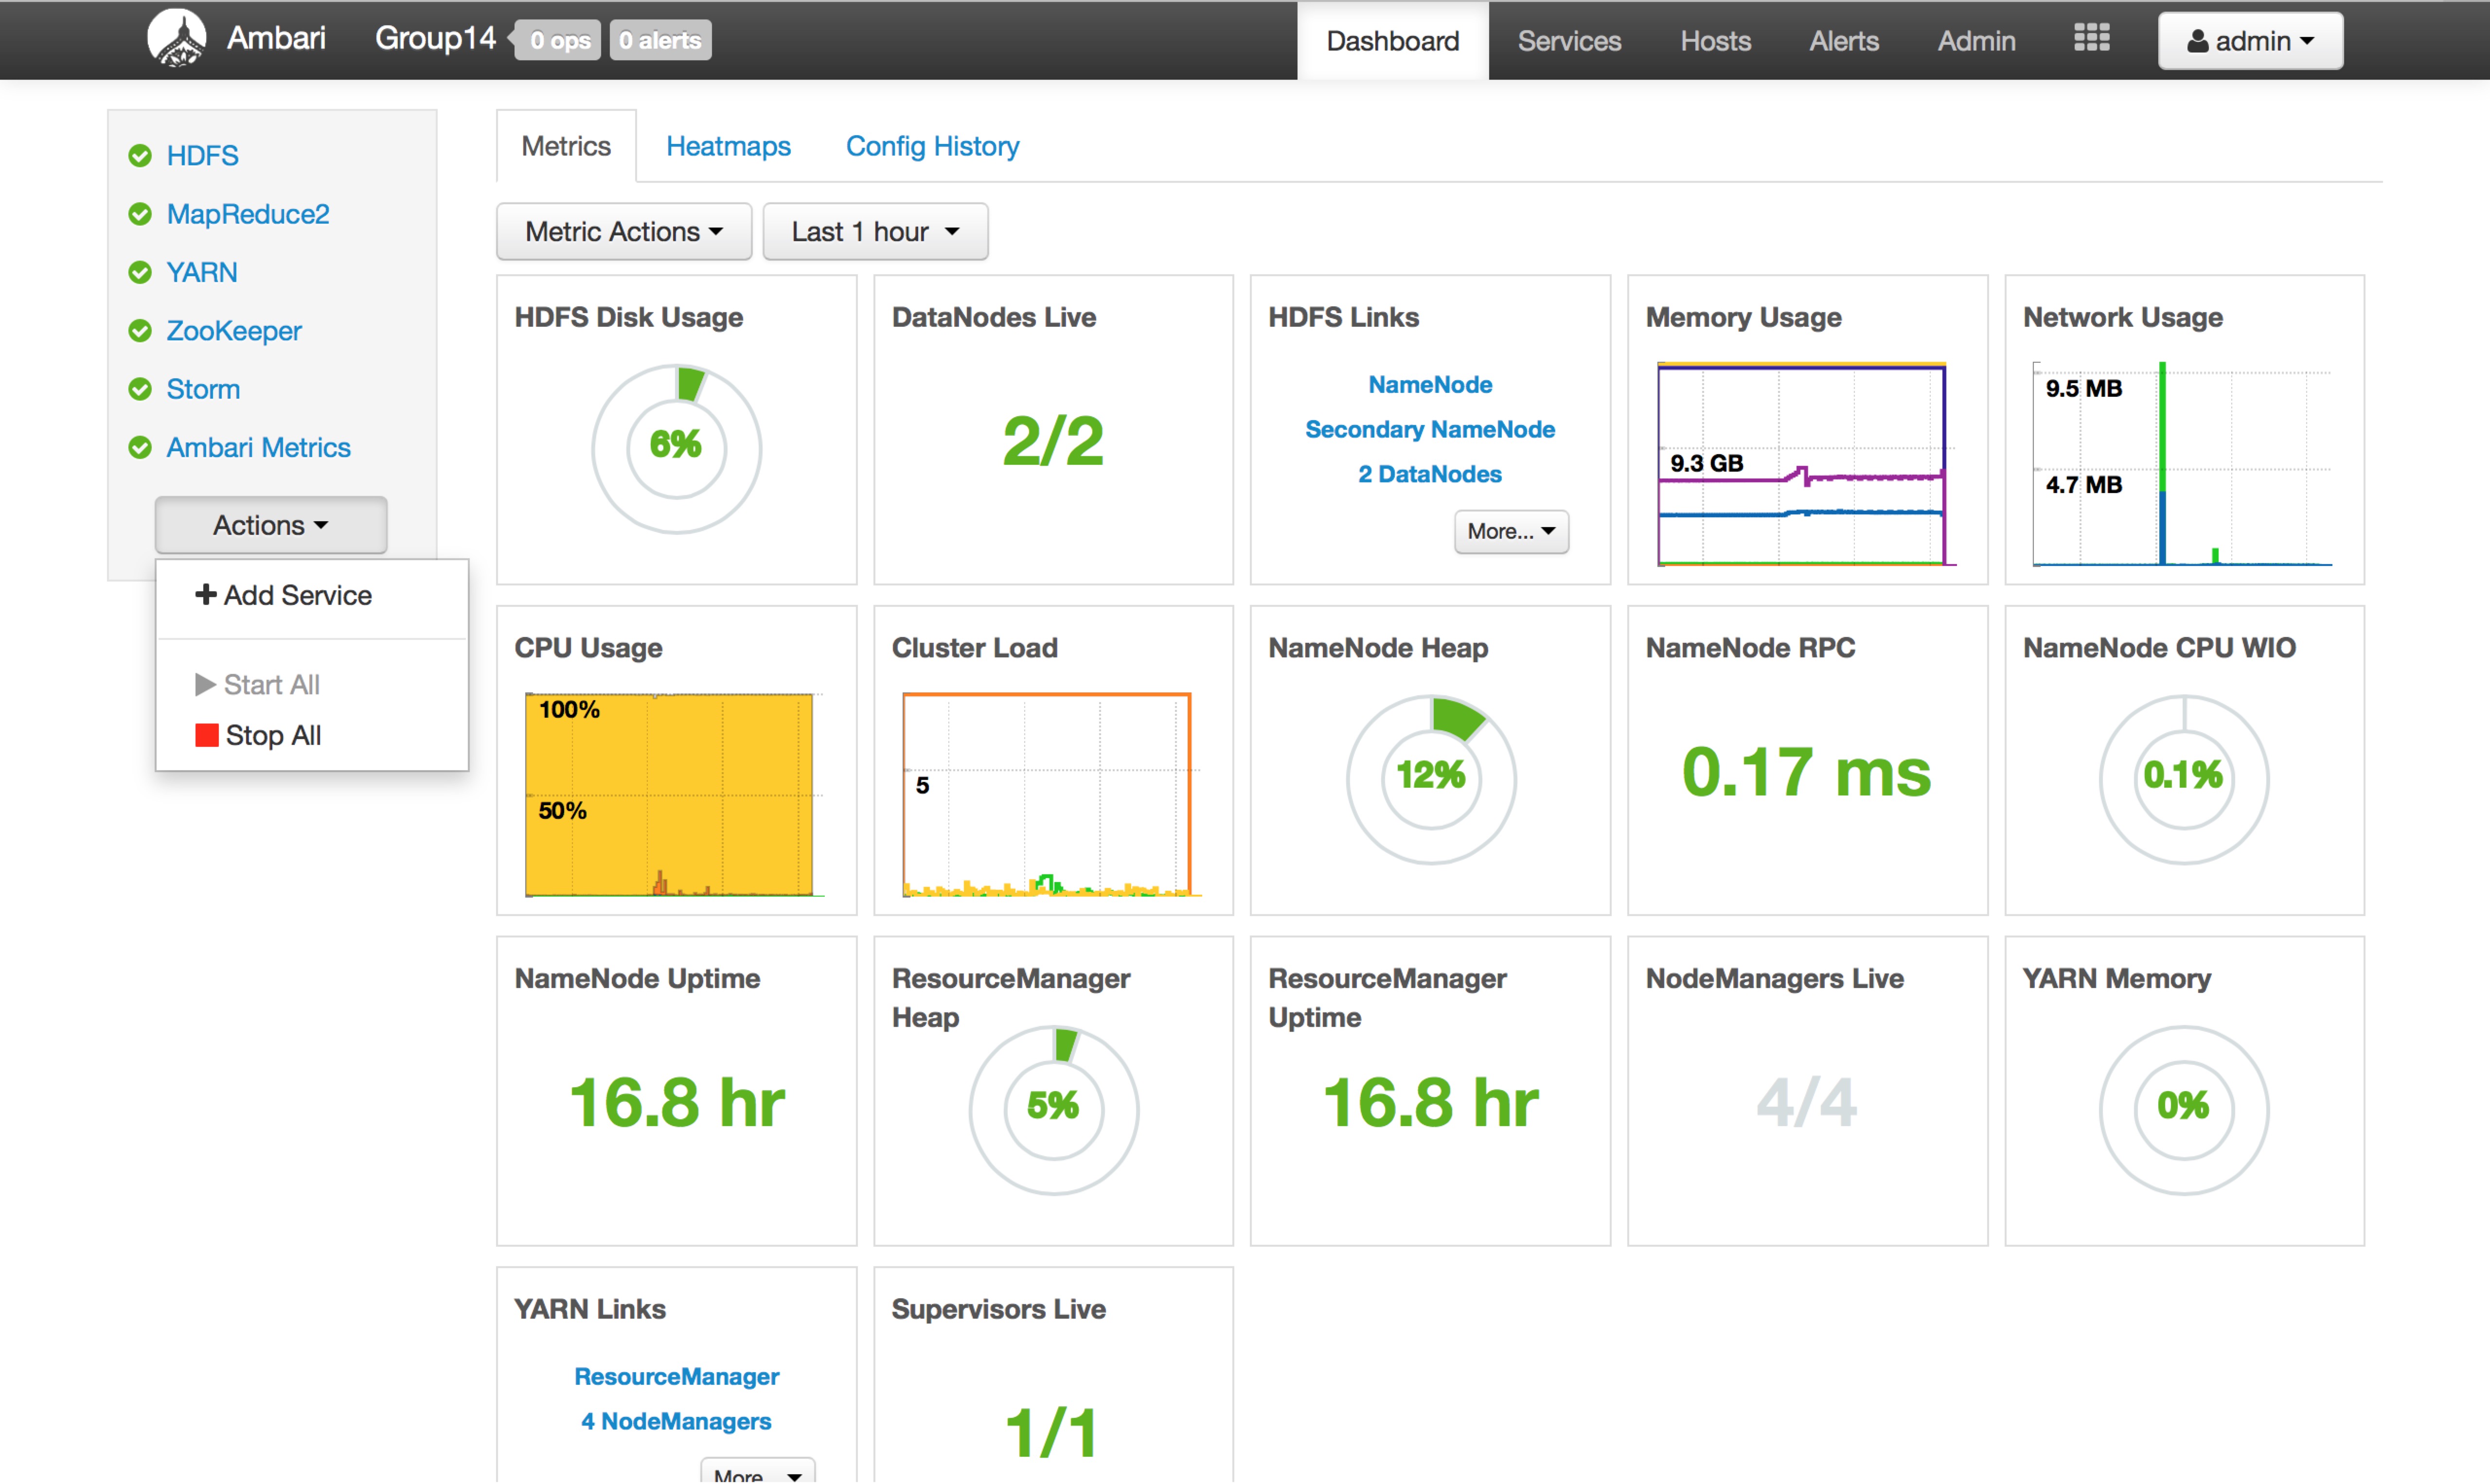 Ambari Group14 0 ops 0 alerts Dashboard Services Hosts Alerts Admin admin
HDFS
MapReduce2
YARN
ZooKeeper
Storm
Ambari Metrics
Actions
Add Service
Start All
Stop All
Metrics Heatmaps Config History
Metric Actions Last 1 hour
HDFS Disk Usage
6%
DataNodes Live
2/2
HDFS Links
NameNode
Secondary NameNode
2 DataNodes
More...
Memory Usage
9.3 GB
Network Usage
9.5 MB
4.7 MB
CPU Usage
100%
50%
Cluster Load
5
NameNode Heap
12%
NameNode RPC
0.17 ms
NameNode CPU WIO
0.1%
NameNode Uptime
16.8 hr
ResourceManager
Heap
5%
ResourceManager
Uptime
16.8 hr
NodeManagers Live
4/4
YARN Memory
0%
YARN Links
ResourceManager
4 NodeManagers
More
Supervisors Live
1/1